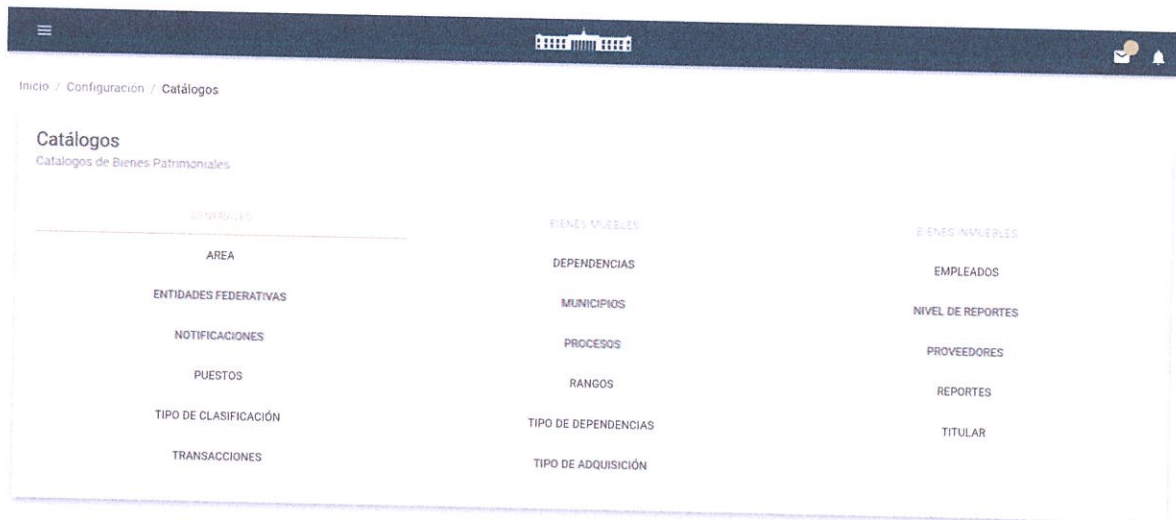 Inicio / Configuración / Catálogos
Catálogos
Catalogos de Bienes Patrimoniales
GENERALES BIENES MUEBLES BIENES INMUEBLES
AREA DEPENDENCIAS EMPLEADOS
ENTIDADES FEDERATIVAS MUNICIPIOS NIVEL DE REPORTES
NOTIFICACIONES PROCESOS PROVEEDORES
PUESTOS RANGOS REPORTES
TIPO DE CLASIFICACIÓN TIPO DE DEPENDENCIAS TITULAR
TRANSACCIONES TIPO DE ADQUISICIÓN